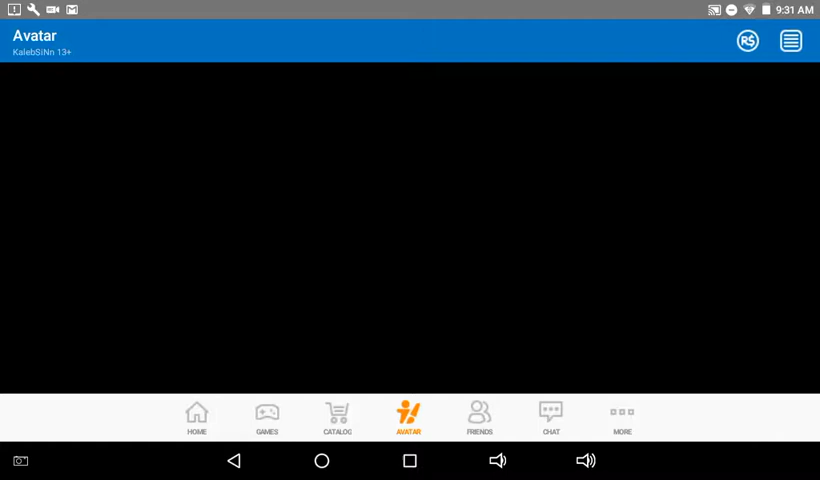 9:31 AM
Avatar
KalebSiNn 13+
R$
HOME
GAMES
CATALOG
AVATAR
FRIENDS
CHAT
MORE